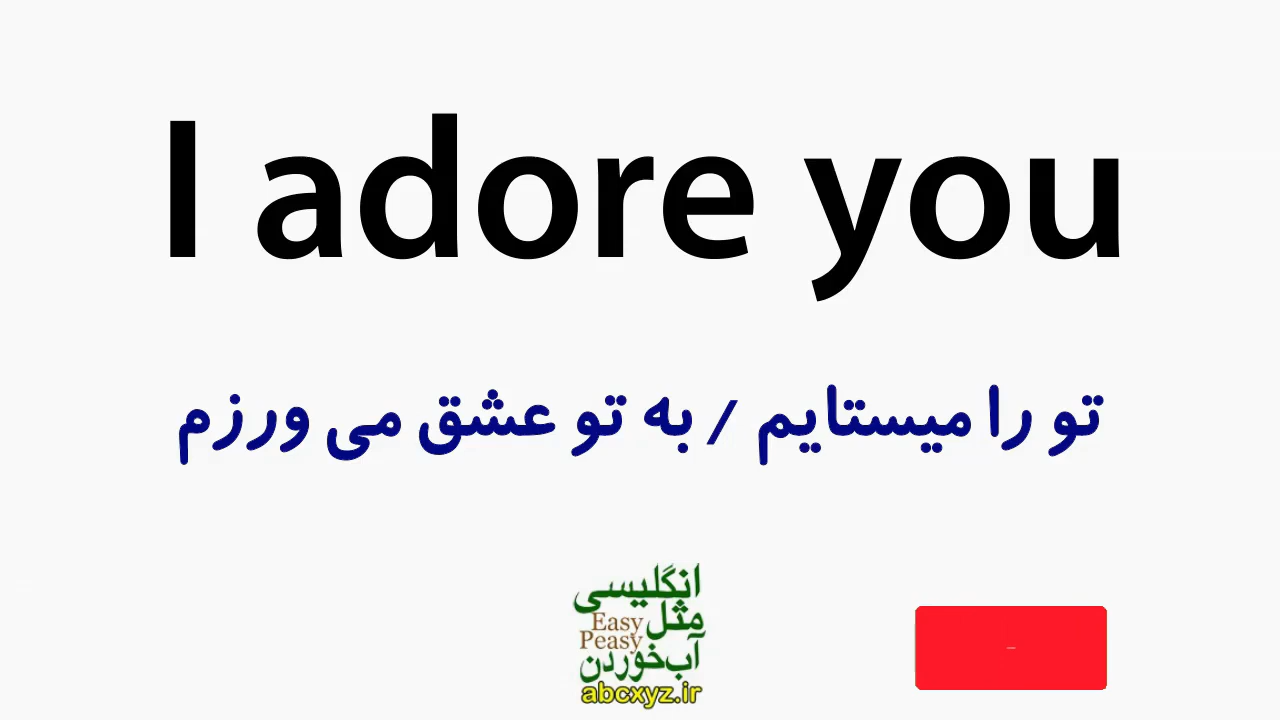 I adore you
تو را میستایم / به تو عشق می ورزم
انگلیسی
مثل Easy
Peasy
آب‌خوردن
abcxyz.ir